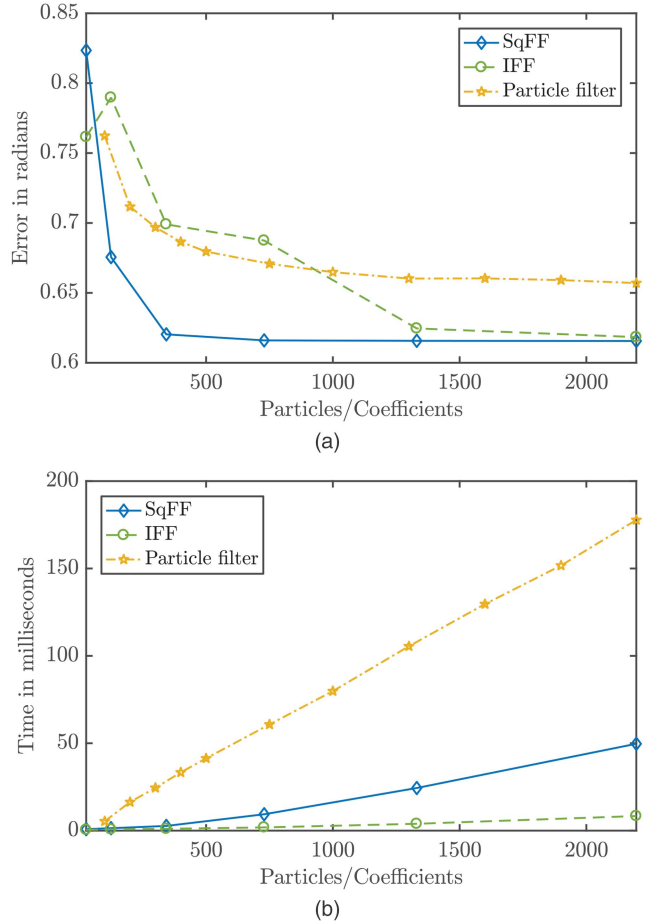 0.85
0.8
0.75
0.7
0.65
0.6
Error in radians
SqFF
IFF
Particle filter
500
1000
1500
2000
Particles/Coefficients
(a)
200
150
100
50
0
Time in milliseconds
SqFF
IFF
Particle filter
500
1000
1500
2000
Particles/Coefficients
(b)